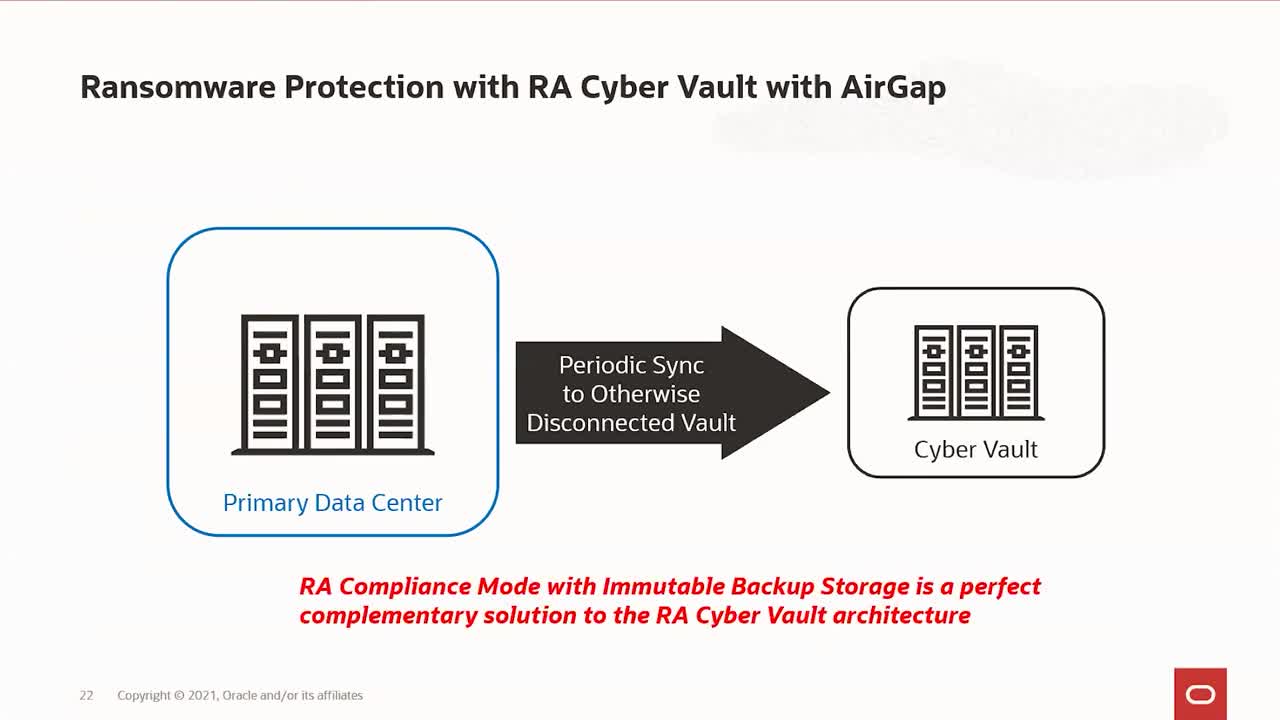 Ransomware Protection with RA Cyber Vault with AirGap
Periodic Sync
to Otherwise
Disconnected Vault
Cyber Vault
Primary Data Center
RA Compliance Mode with Immutable Backup Storage is a perfect
complementary solution to the RA Cyber Vault architecture
22 Copyright © 2021, Oracle and/or its affiliates